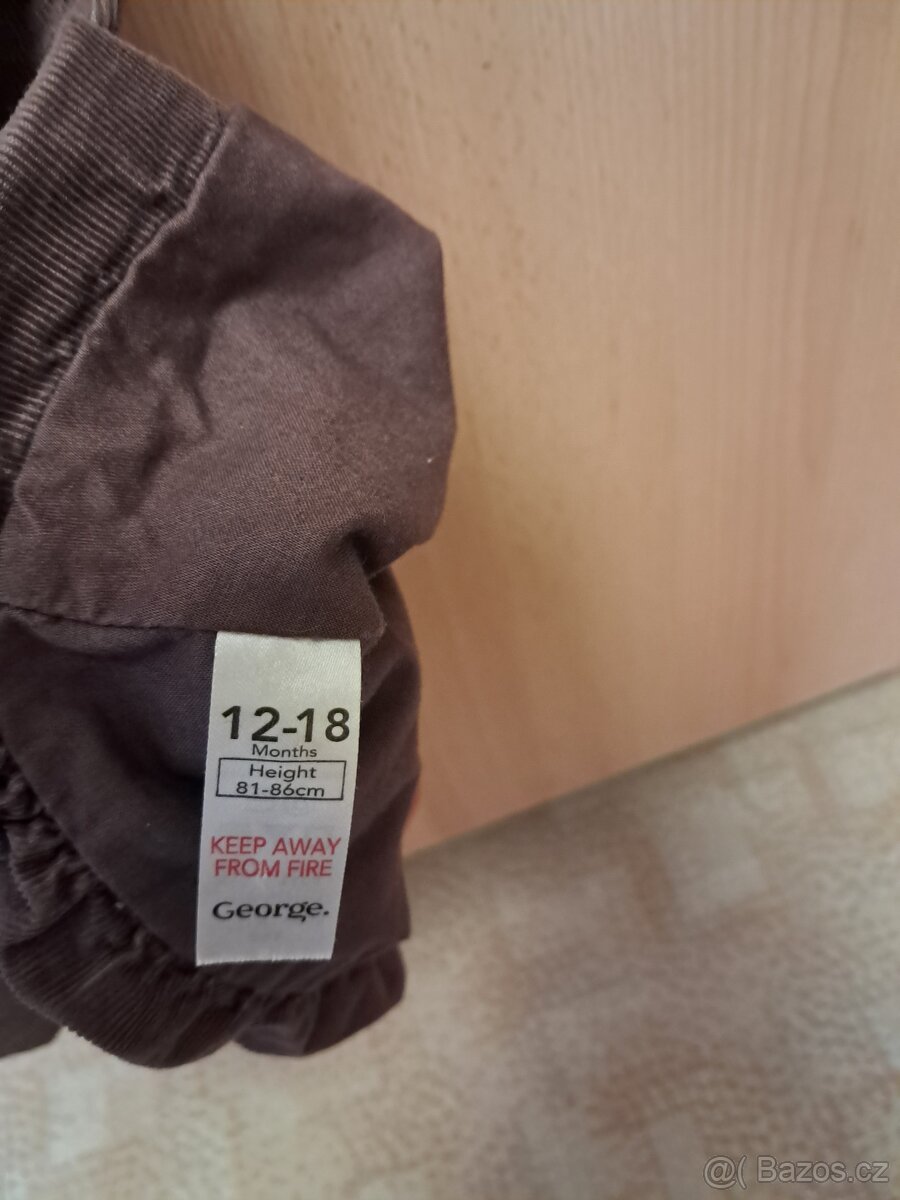 12-18
Months
Height
81-86cm
KEEP AWAY
FROM FIRE
George.
@( Bazos.cz